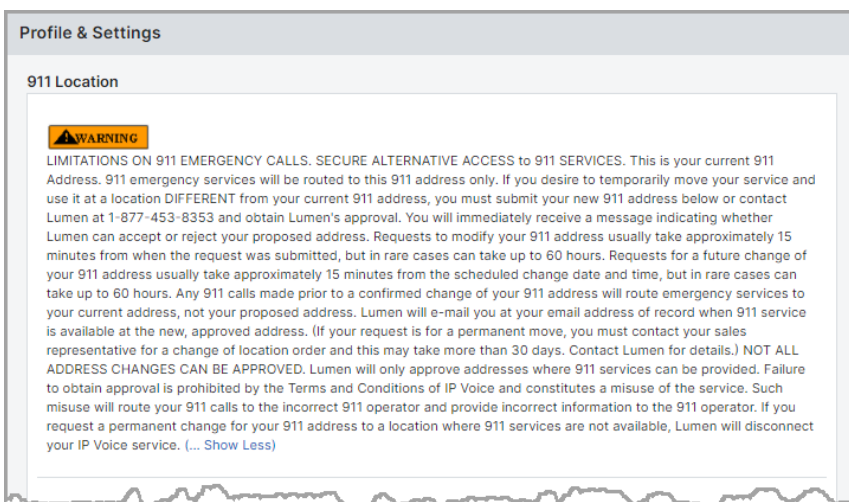 Profile & Settings
911 Location
WARNING
LIMITATIONS ON 911 EMERGENCY CALLS. SECURE ALTERNATIVE ACCESS to 911 SERVICES. This is your current 911
Address. 911 emergency services will be routed to this 911 address only. If you desire to temporarily move your service and
use it at a location DIFFERENT from your current 911 address, you must submit your new 911 address below or contact
Lumen at 1-877-453-8353 and obtain Lumen's approval. You will immediately receive a message indicating whether
Lumen can accept or reject your proposed address. Requests to modify your 911 address usually take approximately 15
minutes from when the request was submitted, but in rare cases can take up to 60 hours. Requests for a future change of
your 911 address usually take approximately 15 minutes from the scheduled change date and time, but in rare cases can
take up to 60 hours. Any 911 calls made prior to a confirmed change of your 911 address will route emergency services to
your current address, not your proposed address. Lumen will e-mail you at your email address of record when 911 service
is available at the new, approved address. (If your request is for a permanent move, you must contact your sales
representative for a change of location order and this may take more than 30 days. Contact Lumen for details.) NOT ALL
ADDRESS CHANGES CAN BE APPROVED. Lumen will only approve addresses where 911 services can be provided. Failure
to obtain approval is prohibited by the Terms and Conditions of IP Voice and constitutes a misuse of the service. Such
misuse will route your 911 calls to the incorrect 911 operator and provide incorrect information to the 911 operator. If you
request a permanent change for your 911 address to a location where 911 services are not available, Lumen will disconnect
your IP Voice service. (... Show Less)